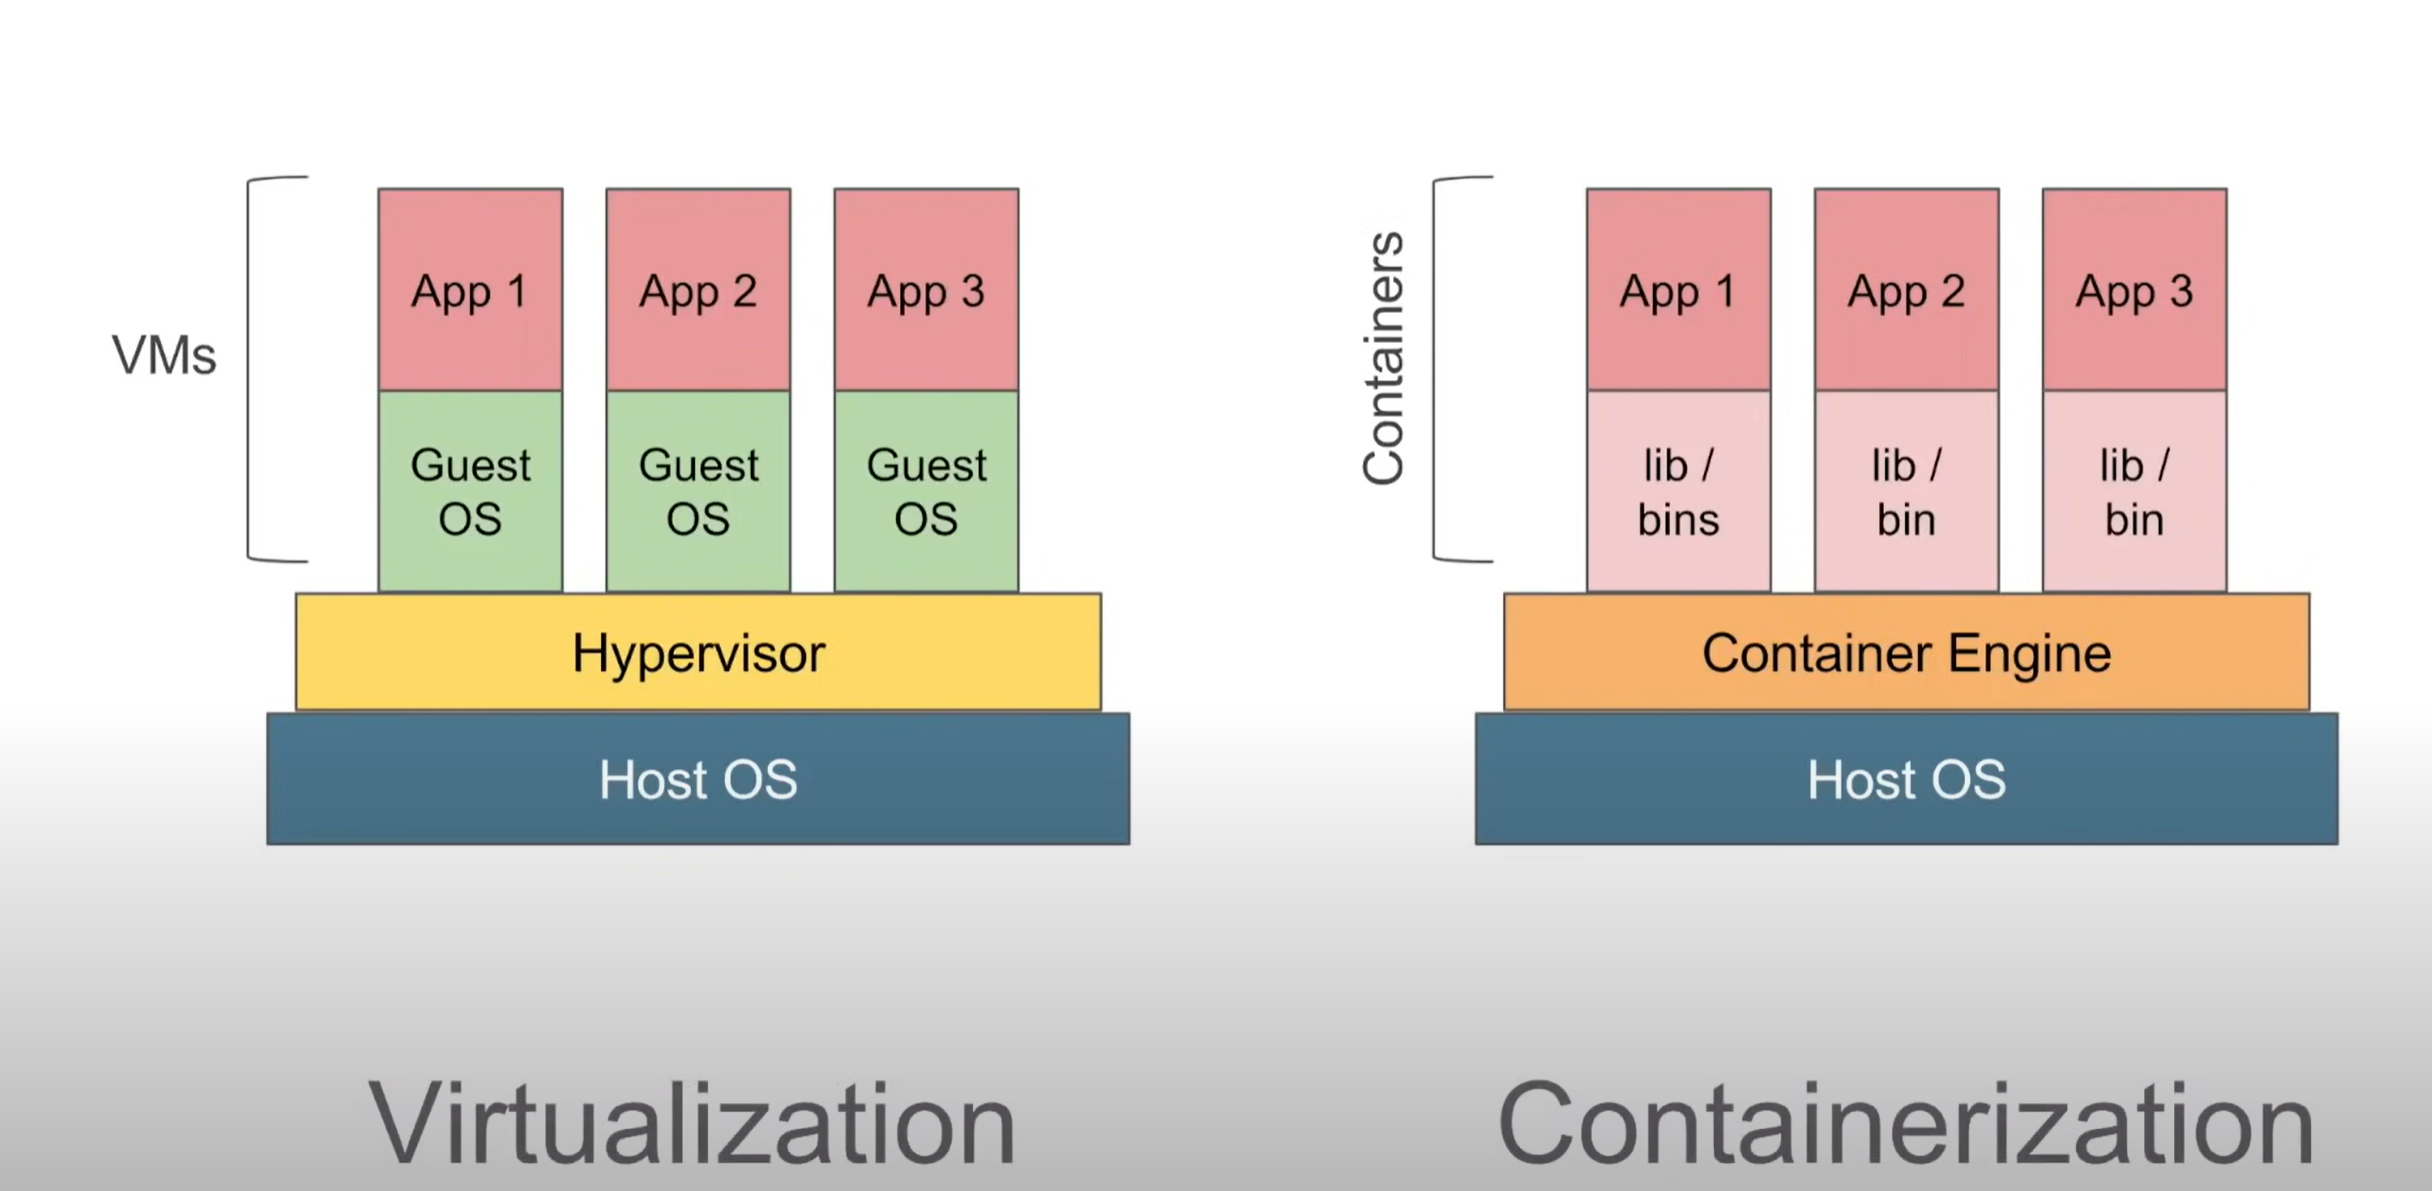 VMs
App 1
App 2
App 3
Guest
OS
Guest
OS
Guest
OS
Hypervisor
Host OS
Virtualization
Containers
App 1
App 2
App 3
lib /
bins
lib /
bin
lib /
bin
Container Engine
Host OS
Containerization